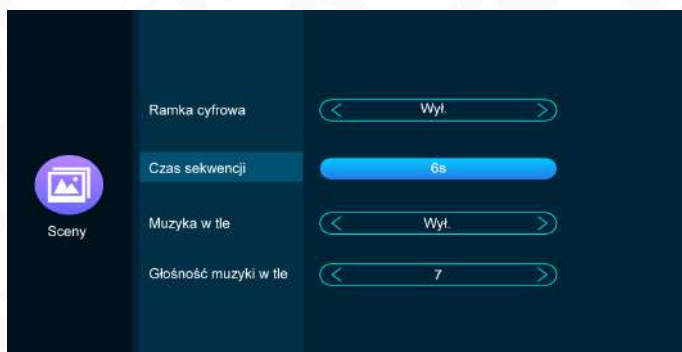 Ramka cyfrowa
Wył.
Czas sekwencji
6s
Sceny
Muzyka w tle
Wył.
Głośność muzyki w tle
7